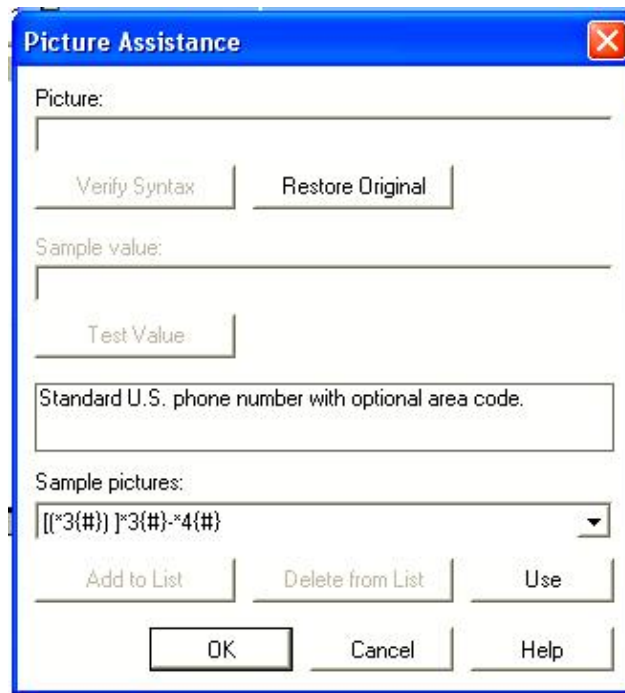 Picture Assistance
Picture:
Verify Syntax Restore Original
Sample value:
Test Value
Standard U.S. phone number with optional area code.
Sample pictures:
[(*3{#}) ]*3{#}-*4{#}
Add to List Delete from List Use
OK Cancel Help